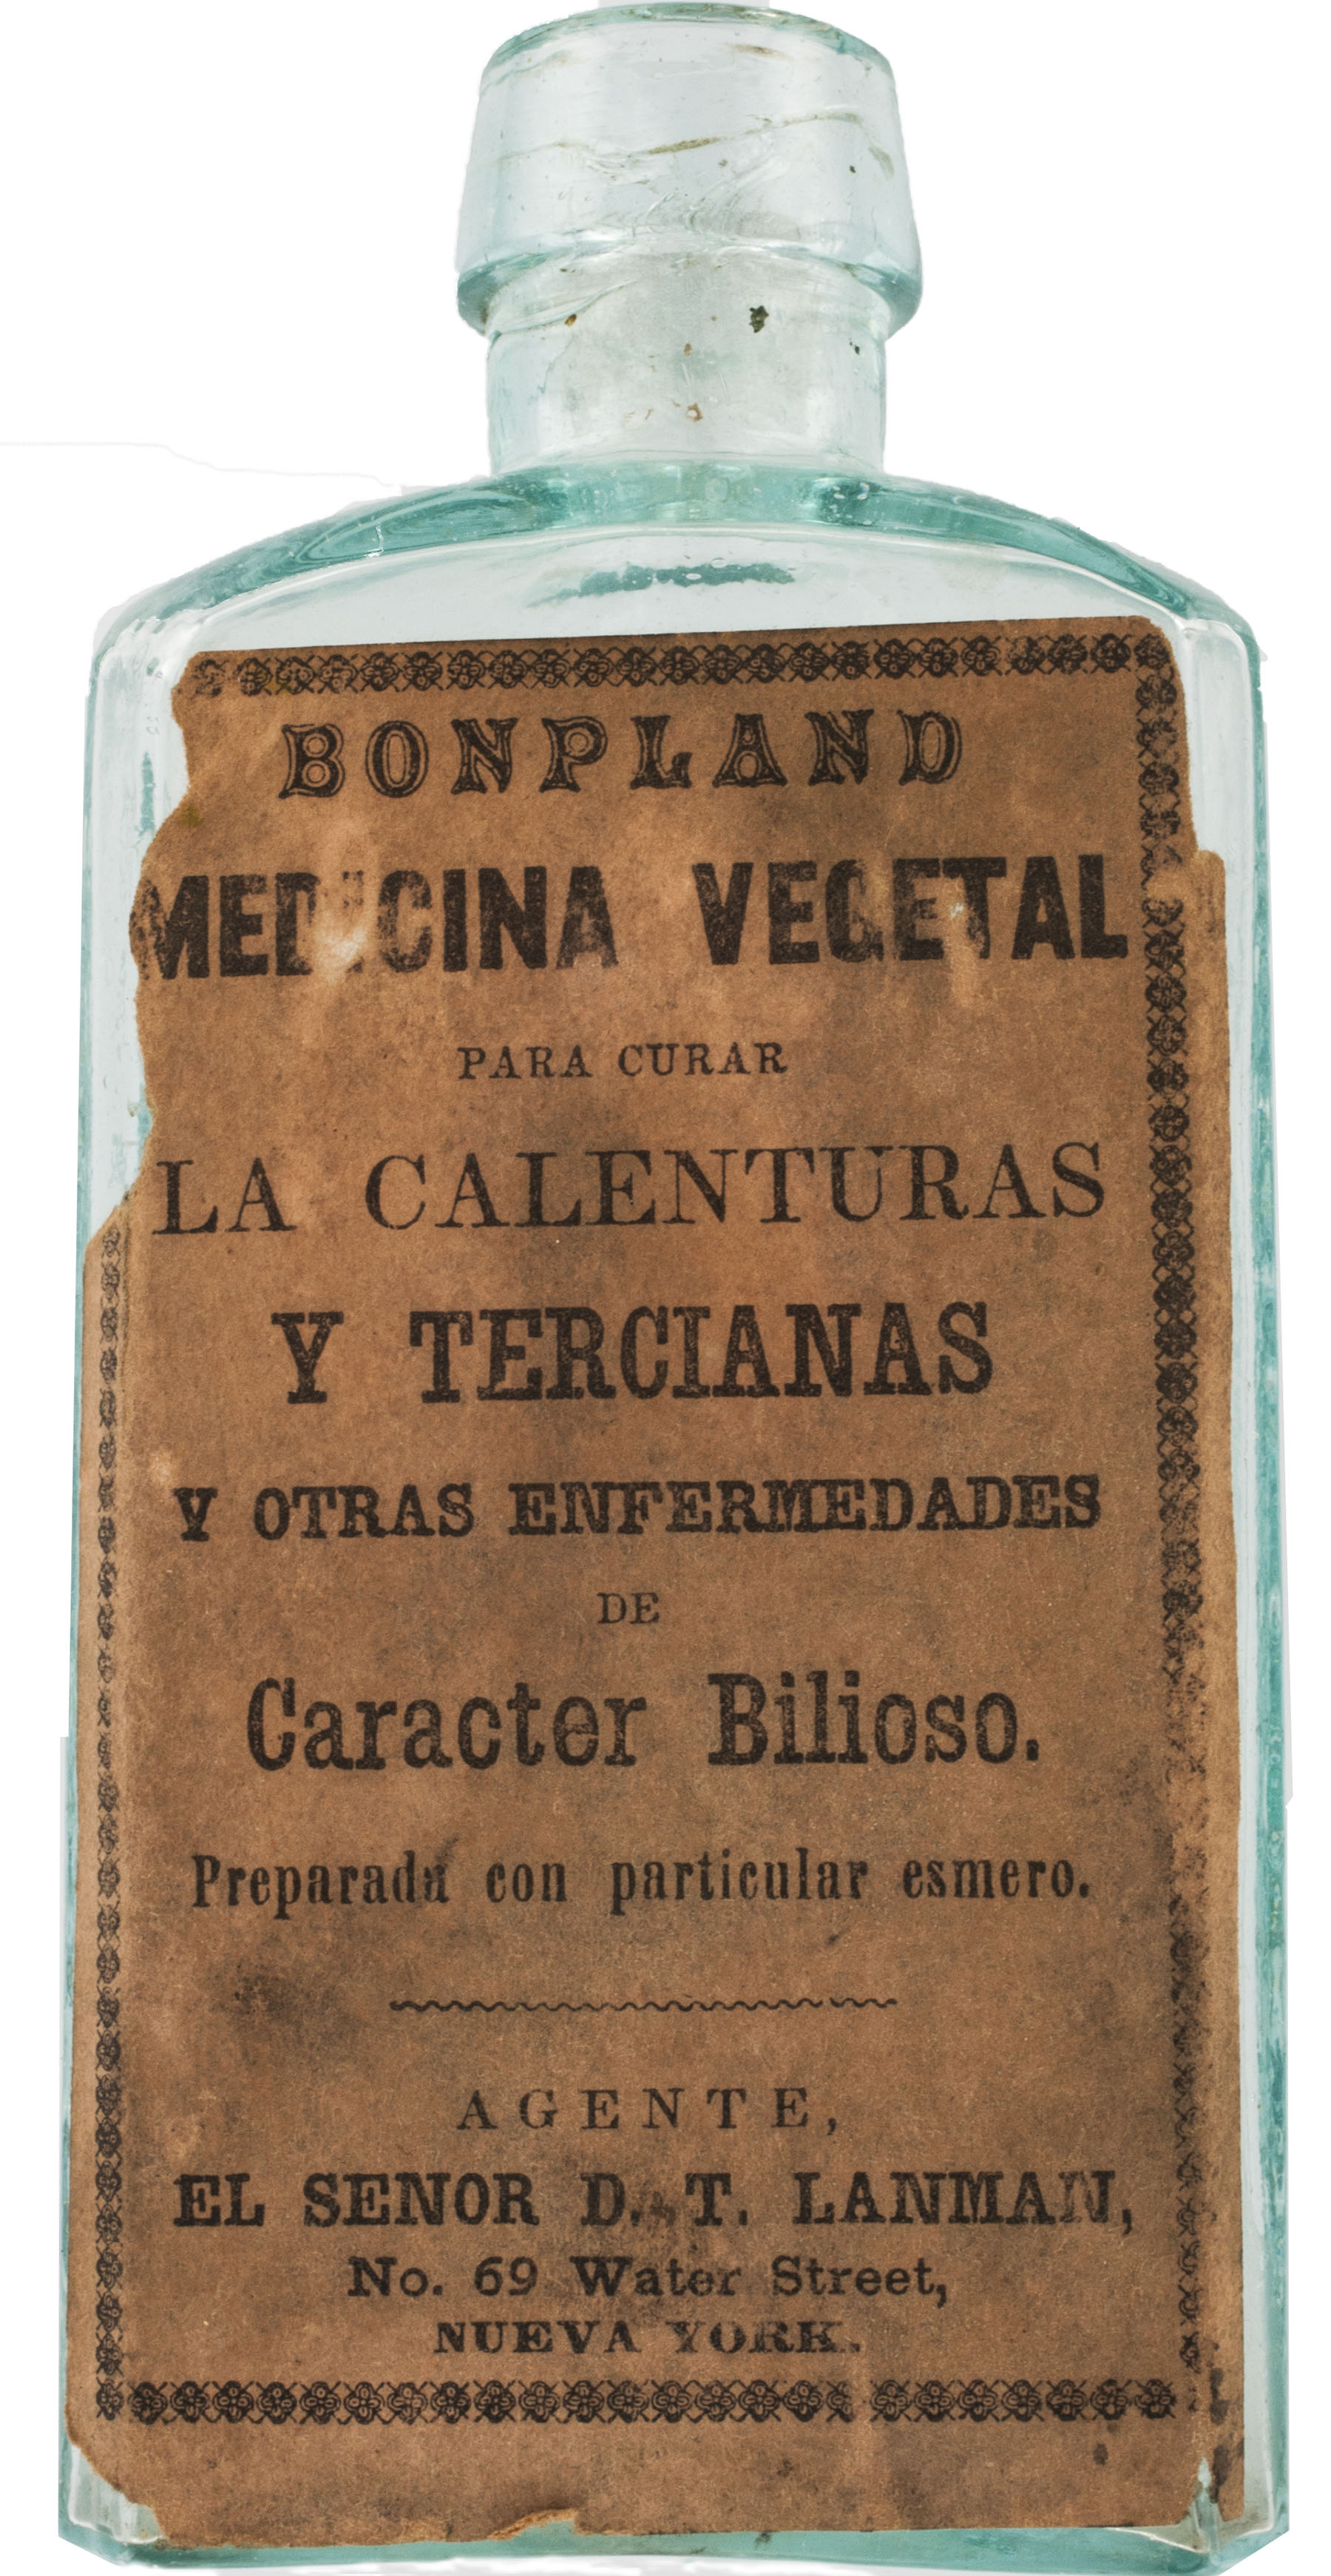 BONPLAND
MEDICINA VEGETAL
PARA CURAR
LA CALENTURAS
Y TERCIANAS
Y OTRAS ENFERMEDADES
DE
Caracter Bilioso.
Preparada con particular esmero.
AGENTE,
EL SENOR D. T. LANMAN,
No. 69 Water Street,
NUEVA YORK.